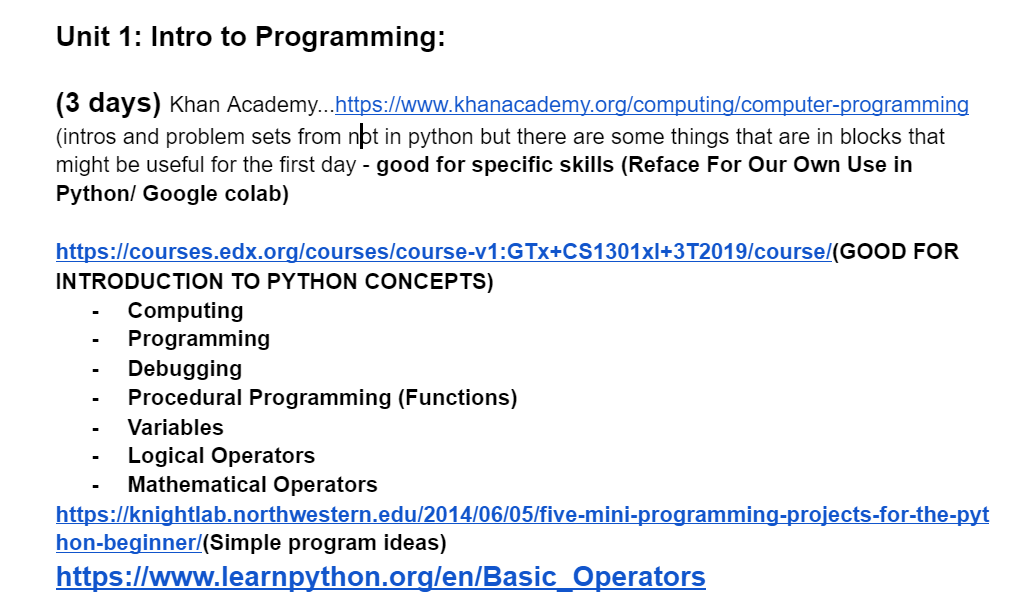 Unit 1: Intro to Programming:
(3 days) Khan Academy...https://www.khanacademy.org/computing/computer-programming
(intros and problem sets from not in python but there are some things that are in blocks that
might be useful for the first day - good for specific skills (Reface For Our Own Use in
Python/ Google colab)
https://courses.edx.org/courses/course-v1:GTx+CS1301xI+3T2019/course/(GOOD FOR
INTRODUCTION TO PYTHON CONCEPTS)
- Computing
- Programming
- Debugging
- Procedural Programming (Functions)
- Variables
- Logical Operators
- Mathematical Operators
https://knightlab.northwestern.edu/2014/06/05/five-mini-programming-projects-for-the-pyt
hon-beginner/(Simple program ideas)
https://www.learnpython.org/en/Basic_Operators